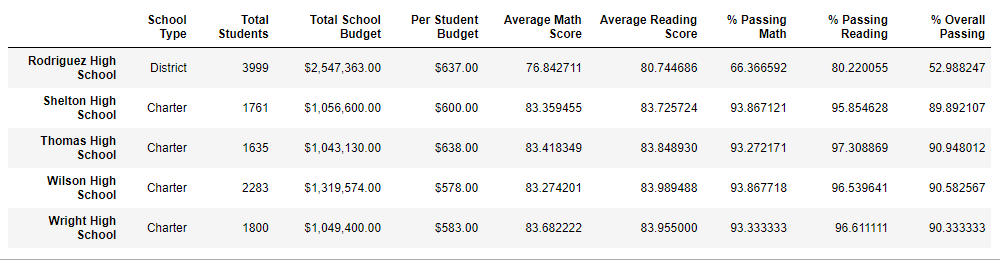 School Type Total Students Total School Budget Per Student Budget Average Math Score Average Reading Score % Passing Math % Passing Reading % Overall Passing
Rodriguez High School District 3999 $2,547,363.00 $637.00 76.842711 80.744686 66.366592 80.220055 52.988247
Shelton High School Charter 1761 $1,056,600.00 $600.00 83.359455 83.725724 93.867121 95.854628 89.892107
Thomas High School Charter 1635 $1,043,130.00 $638.00 83.418349 83.848930 93.272171 97.308869 90.948012
Wilson High School Charter 2283 $1,319,574.00 $578.00 83.274201 83.989488 93.867718 96.539641 90.582567
Wright High School Charter 1800 $1,049,400.00 $583.00 83.682222 83.955000 93.333333 96.611111 90.333333